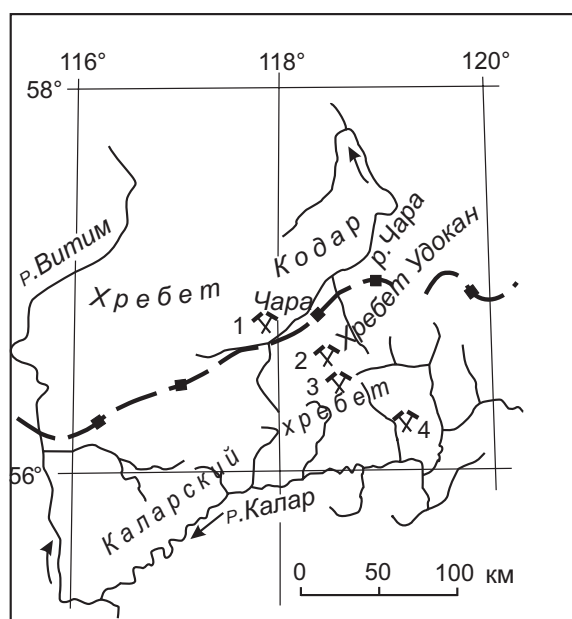 116°
118°
120°
58°
р.Витим
Кодар
р. Чара
Хребет Удокан
Хребет
Чара
1
2
3
хребет
4
56°
Каларский
р.Калар
0
50
100 км